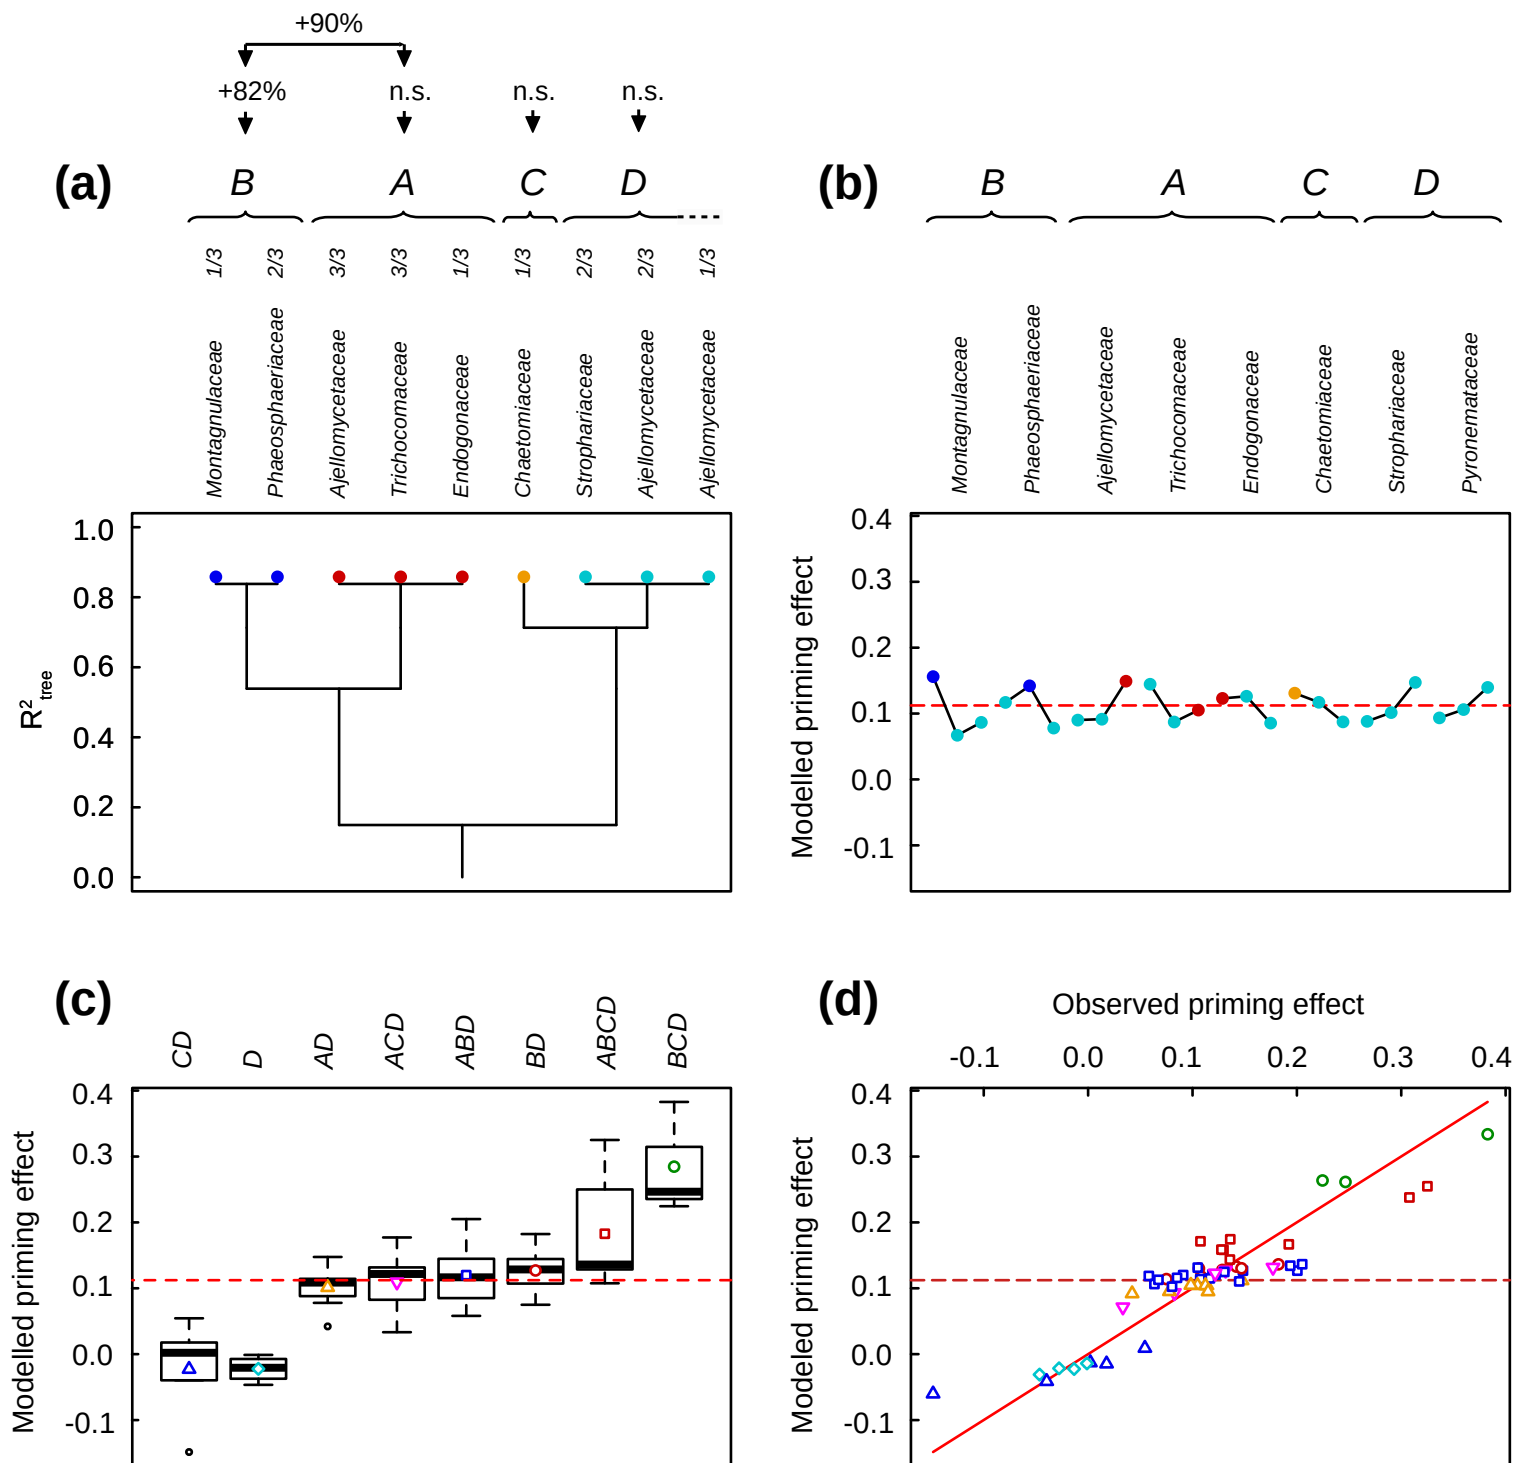 +90%
+82% n.s. n.s. n.s.
(a) B A C D
1/3 2/3 3/3 3/3 1/3 1/3 2/3 2/3 1/3
Montagnulaceae
Phaeosphaeriaceae
Ajellomycetaceae
Trichocomaceae
Endogonaceae
Chaetomiaceae
Strophariaceae
Ajellomycetaceae
Ajellomycetaceae
R²tree
1.0
0.8
0.6
0.4
0.2
0.0
(b) B A C D
Montagnulaceae
Phaeosphaeriaceae
Ajellomycetaceae
Trichocomaceae
Endogonaceae
Chaetomiaceae
Strophariaceae
Pyronemataceae
Modelled priming effect
0.4
0.3
0.2
0.1
0.0
-0.1
(c)
CD D AD ACD ABD BD ABCD BCD
Modelled priming effect
0.4
0.3
0.2
0.1
0.0
-0.1
(d) Observed priming effect
-0.1 0.0 0.1 0.2 0.3 0.4
Modeled priming effect
0.4
0.3
0.2
0.1
0.0
-0.1